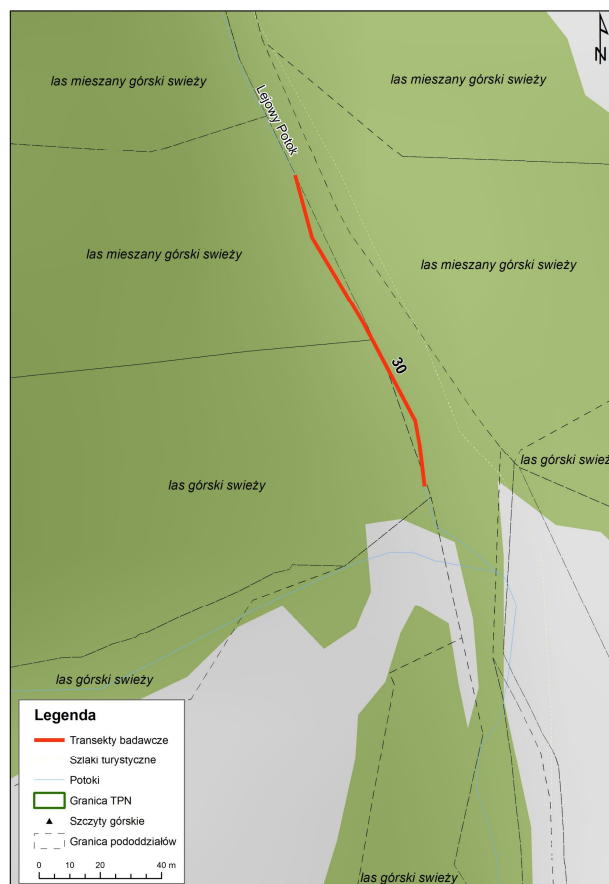 N
las mieszany górski swieży
las mieszany górski swieży
Lejowy Potok
las mieszany górski swieży
las mieszany górski swieży
30
las górski swieży
las górski swieży
las górski swieży
Legenda
Transekty badawcze
Szlaki turystyczne
Potoki
Granica TPN
Szczyty górskie
Granica pododdziałów
0 10 20 40 m
las górski swieży